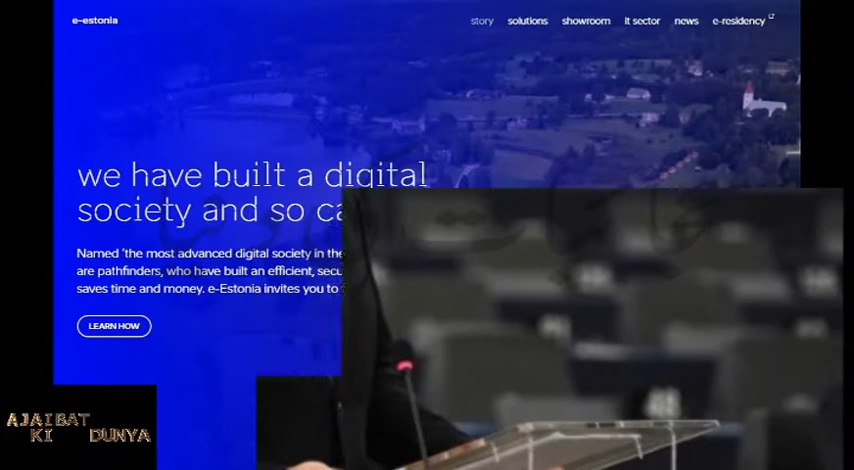 e-estonia
story solutions showroom it sector news e-residency
we have built a digital
society and so ca
Named 'the most advanced digital society in the
are pathfinders, who have built an efficient, secu
saves time and money. e-Estonia invites you to
LEARN HOW
AJAIBAT
KI DUNYA